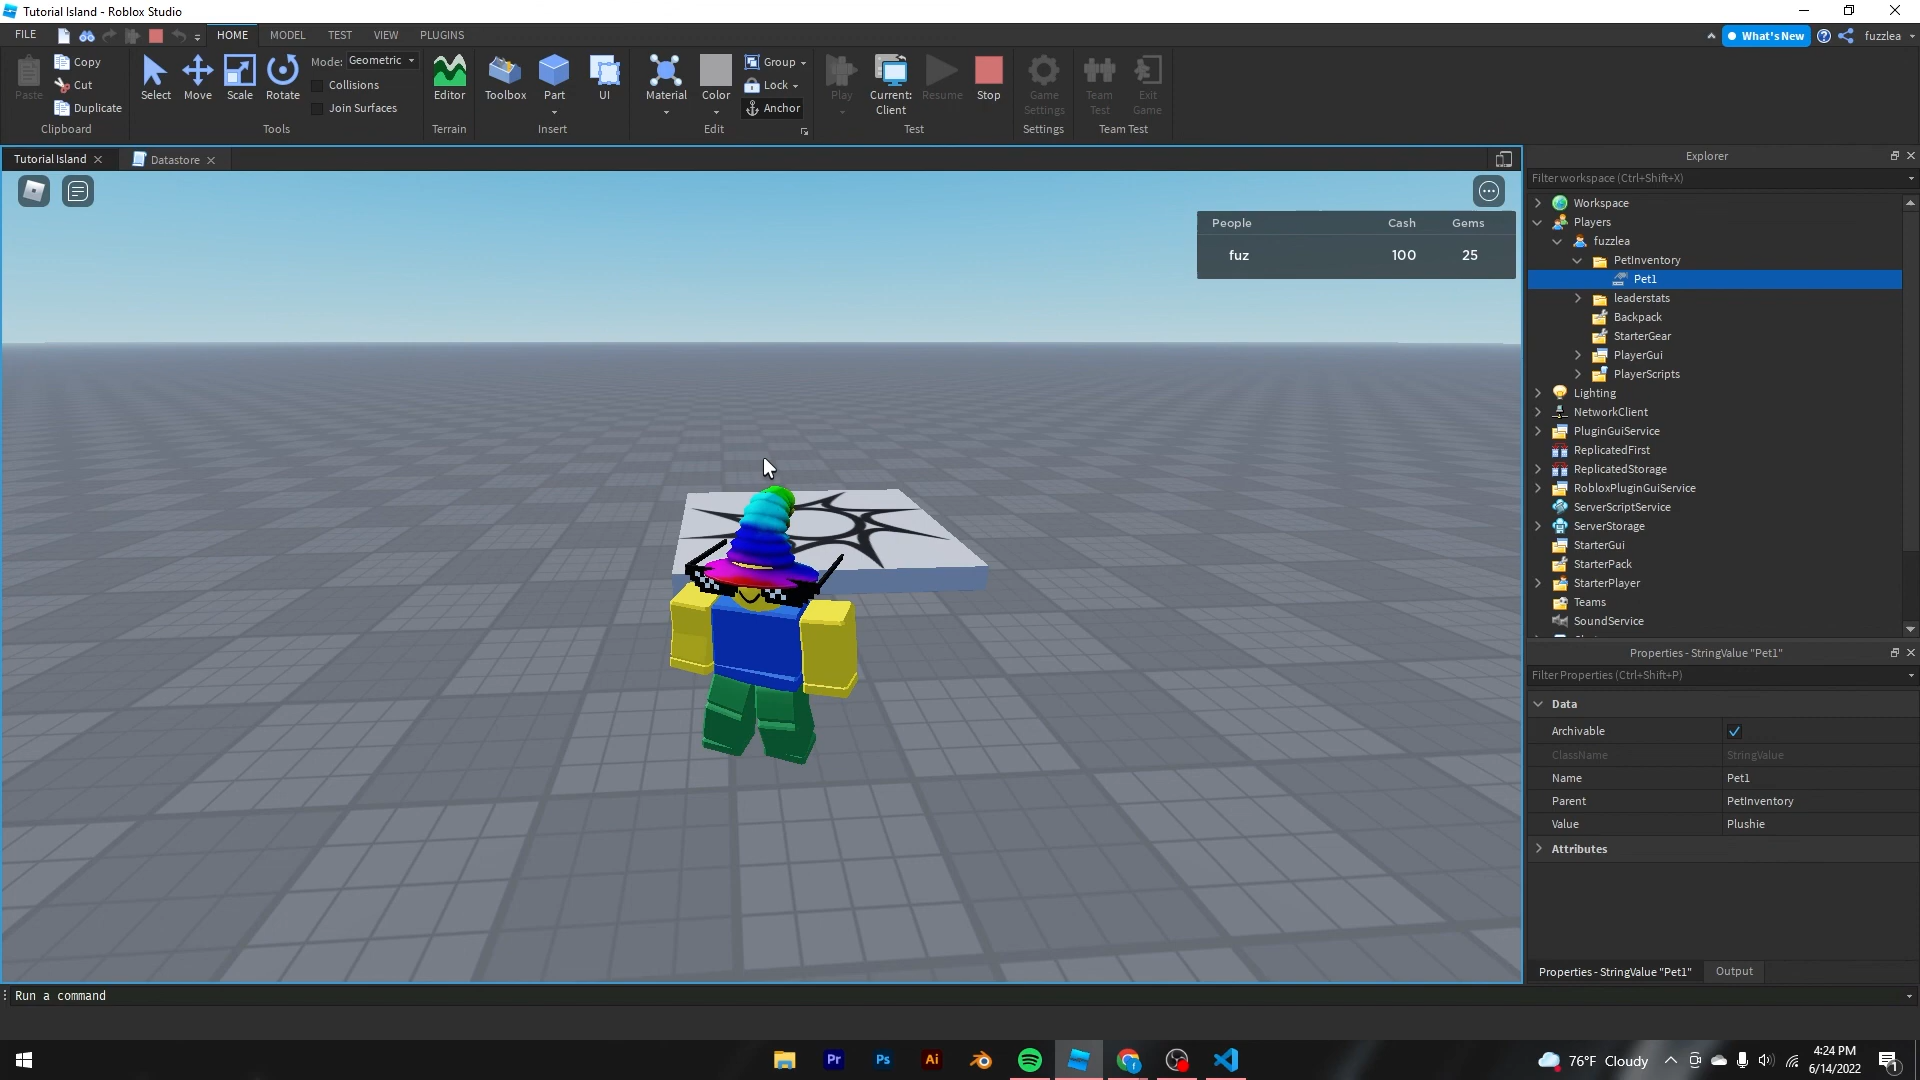 Tutorial Island - Roblox Studio
FILE
HOME
MODEL
TEST
VIEW
PLUGINS
What's New
fuzzlea
Paste
Copy
Cut
Duplicate
Clipboard
Select
Move
Scale
Rotate
Mode: Geometric
Collisions
Join Surfaces
Tools
Editor
Terrain
Toolbox
Part
UI
Insert
Material
Color
Group
Lock
Anchor
Edit
Play
Current:
Client
Resume
Stop
Test
Game
Settings
Settings
Team
Test
Exit
Game
Team Test
Tutorial Island
Datastore
People Cash Gems
fuz 100 25
Explorer
Filter workspace (Ctrl+Shift+X)
Workspace
Players
fuzzlea
PetInventory
Pet1
leaderstats
Backpack
StarterGear
PlayerGui
PlayerScripts
Lighting
NetworkClient
PluginGuiService
ReplicatedFirst
ReplicatedStorage
RobloxPluginGuiService
ServerScriptService
ServerStorage
StarterGui
StarterPack
StarterPlayer
Teams
SoundService
Properties - StringValue "Pet1"
Filter Properties (Ctrl+Shift+P)
Data
Archivable
ClassName StringValue
Name Pet1
Parent PetInventory
Value Plushie
Attributes
Properties - StringValue "Pet1"
Output
Run a command
Pr
Ps
Ai
76°F Cloudy
4:24 PM
6/14/2022
1